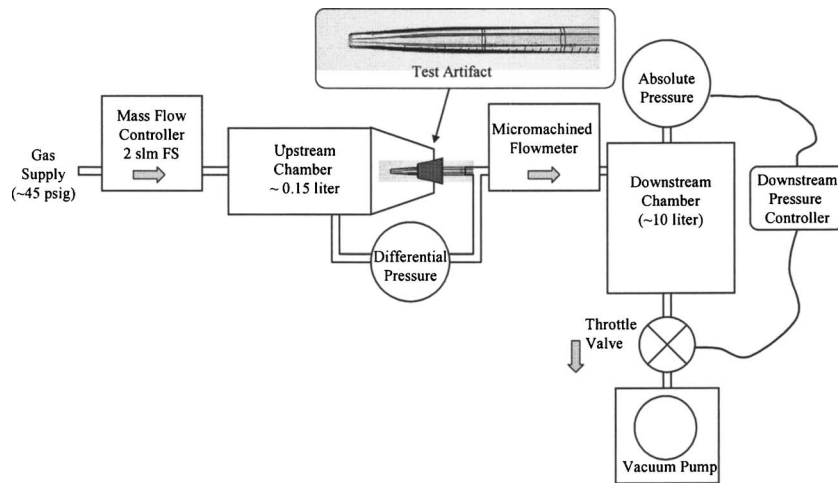 Test Artifact
Mass Flow
Controller
2 slm FS
Gas
Supply
(~45 psig)
Upstream
Chamber
~ 0.15 liter
Differential
Pressure
Micromachined
Flowmeter
Absolute
Pressure
Downstream
Chamber
(~10 liter)
Downstream
Pressure
Controller
Throttle
Valve
Vacuum Pump